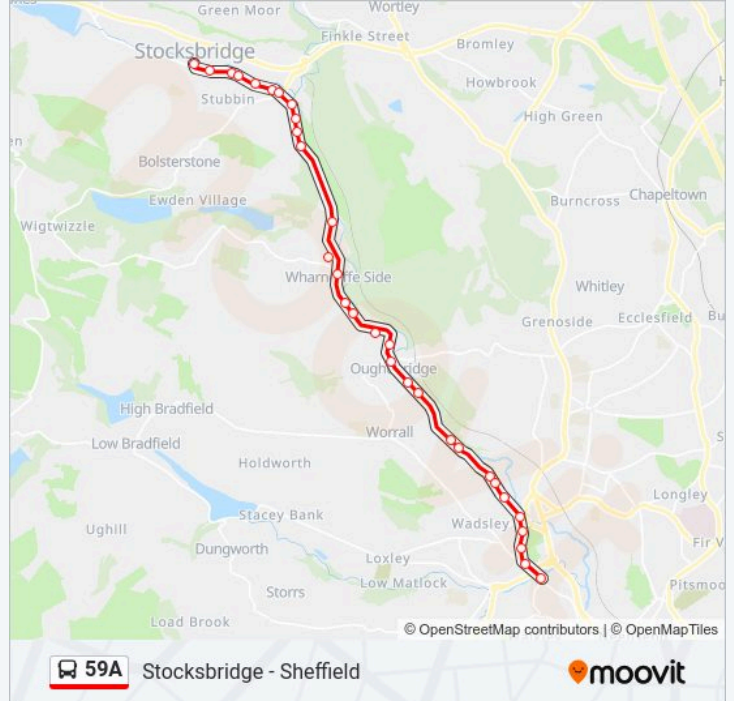 Wortley
Green Moor
Finkle Street
Stocksbridge
Bromley
Howbrook
Stubbin
High Green
Bolsterstone
Chapeltown
Ewden Village
Burncross
Wigtwizzle
Wharncliffe Side
Whitley
Ecclesfield
Grenoside
Oughtibridge
High Bradfield
Worrall
Low Bradfield
Holdworth
Longley
Stacey Bank
Wadsley
Ughill
Dungworth
Fir V
Loxley
Low Matlock
Pitsmoo
Storrs
Load Brook
© OpenStreetMap contributors | © OpenMapTiles
59A Stocksbridge - Sheffield
moovit